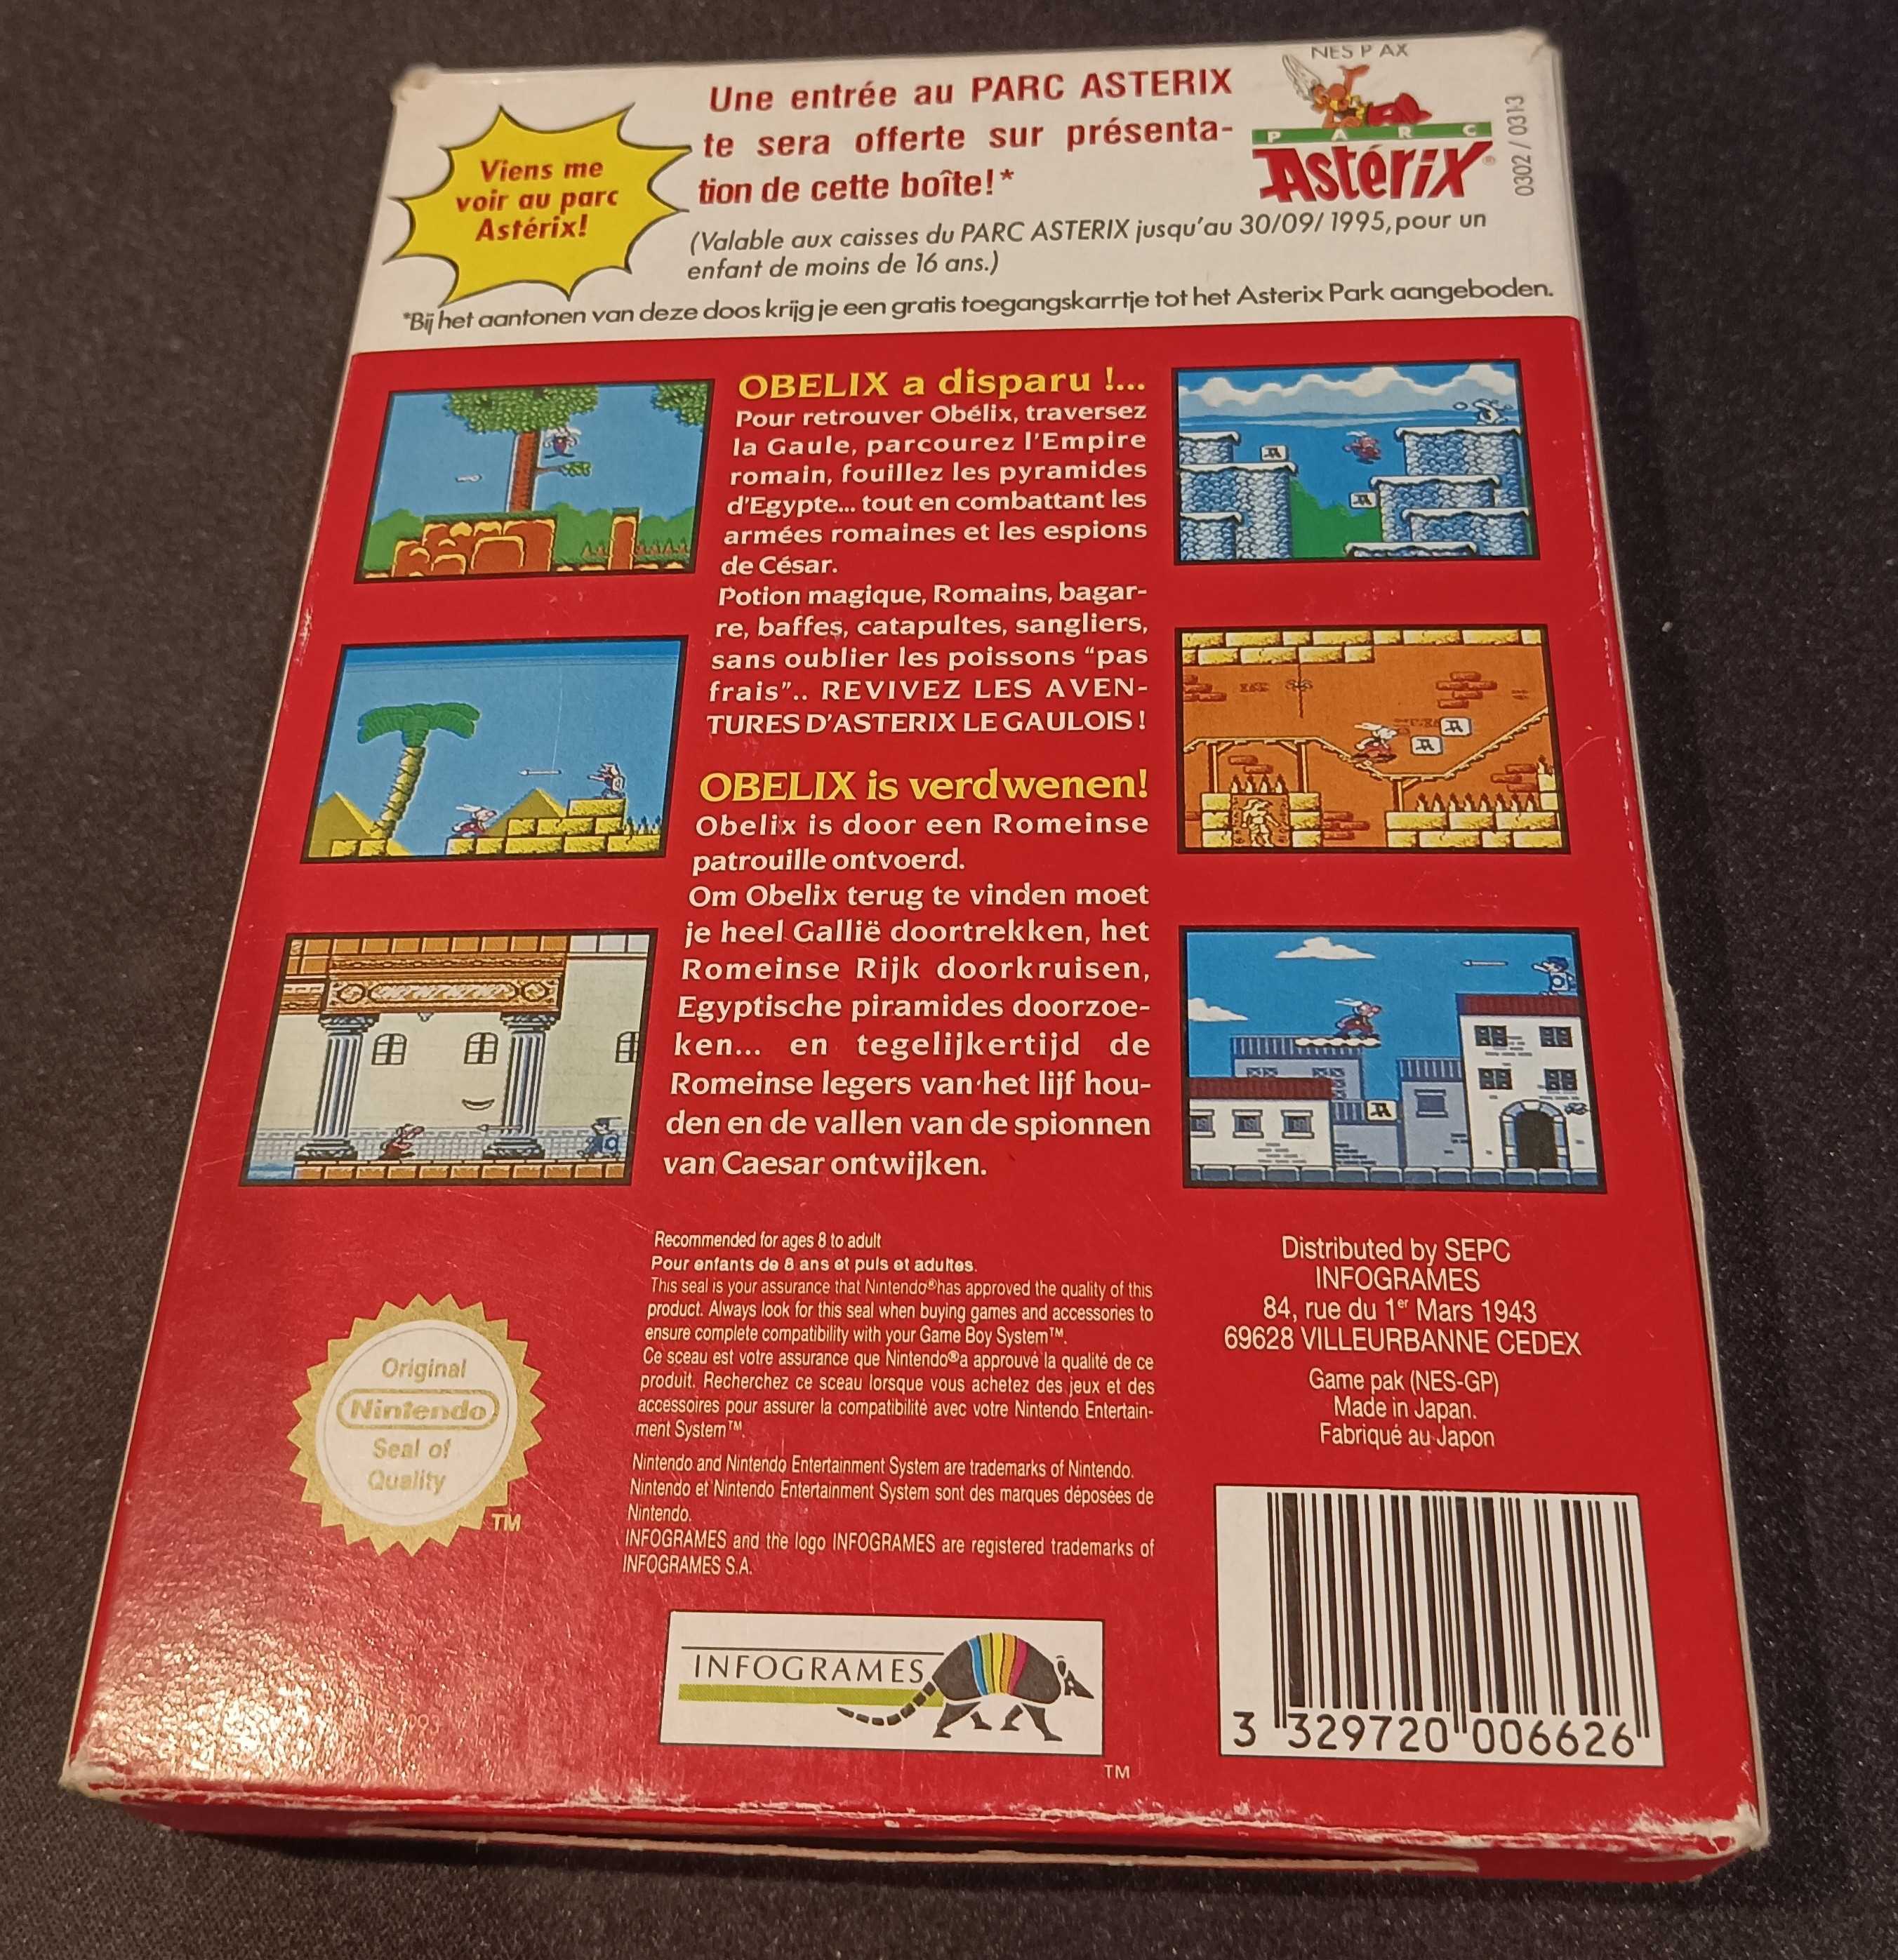 NES P AX
Une entrée au PARC ASTERIX
te sera offerte sur présenta-
tion de cette boîte!*
Viens me
voir au parc
Astérix!
PARC
Astérix®
0302 / 0313
(Valable aux caisses du PARC ASTERIX jusqu'au 30/09/1995, pour un
enfant de moins de 16 ans.)
*Bij het aantonen van deze doos krijg je een gratis toegangskarrtje tot het Asterix Park aangeboden.
OBELIX a disparu !...
Pour retrouver Obélix, traversez
la Gaule, parcourez l'Empire
romain, fouillez les pyramides
d'Egypte... tout en combattant les
armées romaines et les espions
de César.
Potion magique, Romains, bagar-
re, baffes, catapultes, sangliers,
sans oublier les poissons "pas
frais".. REVIVEZ LES AVEN-
TURES D'ASTERIX LE GAULOIS !
OBELIX is verdwenen!
Obelix is door een Romeinse
patrouille ontvoerd.
Om Obelix terug te vinden moet
je heel Gallië doortrekken, het
Romeinse Rijk doorkruisen,
Egyptische piramides doorzoe-
ken... en tegelijkertijd de
Romeinse legers van het lijf hou-
den en de vallen van de spionnen
van Caesar ontwijken.
Recommended for ages 8 to adult
Pour enfants de 8 ans et puls et adultes.
This seal is your assurance that Nintendo® has approved the quality of this
product. Always look for this seal when buying games and accessories to
ensure complete compatibility with your Game Boy System™.
Ce sceau est votre assurance que Nintendo® a approuvé la qualité de ce
produit. Recherchez ce sceau lorsque vous achetez des jeux et des
accessoires pour assurer la compatibilité avec votre Nintendo Entertain-
ment System™.
Nintendo and Nintendo Entertainment System are trademarks of Nintendo.
Nintendo et Nintendo Entertainment System sont des marques déposées de
Nintendo.
INFOGRAMES and the logo INFOGRAMES are registered trademarks of
INFOGRAMES S.A.
Original
Nintendo
Seal of
Quality
TM
Distributed by SEPC
INFOGRAMES
84, rue du 1er Mars 1943
69628 VILLEURBANNE CEDEX
Game pak (NES-GP)
Made in Japan.
Fabriqué au Japon
INFOGRAMES
TM
3 329720 006626